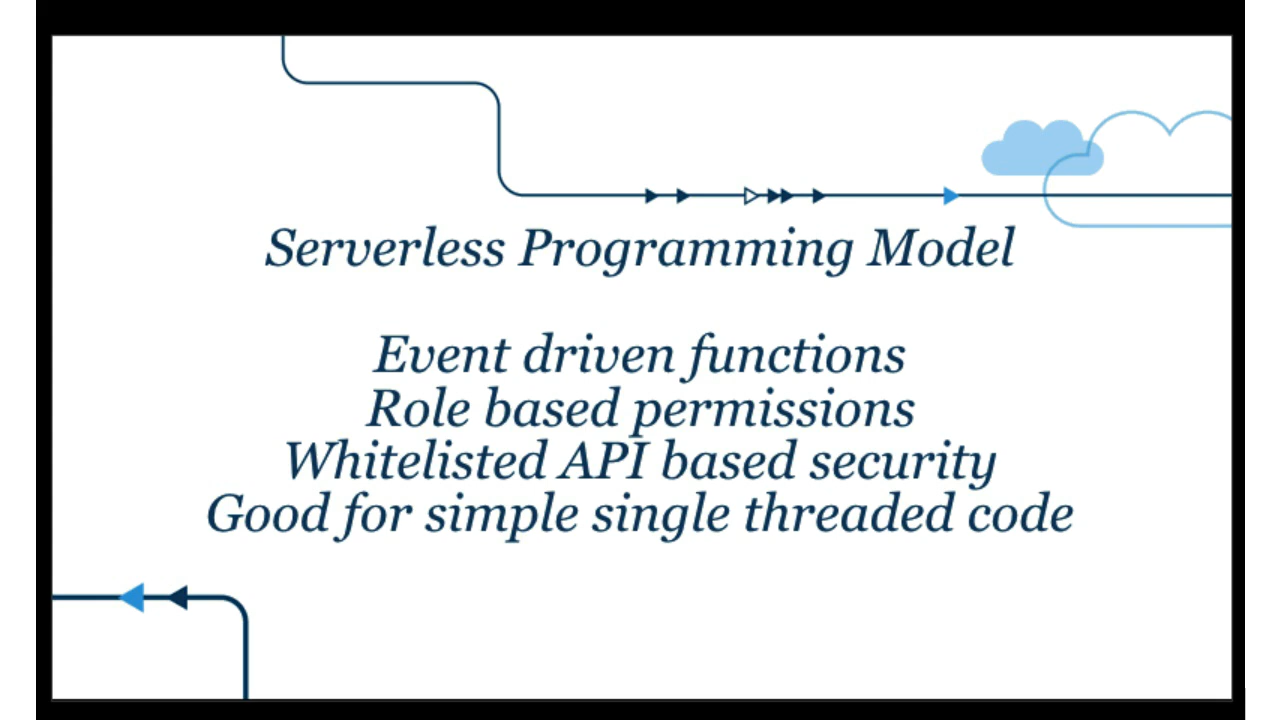 Serverless Programming Model
Event driven functions
Role based permissions
Whitelisted API based security
Good for simple single threaded code